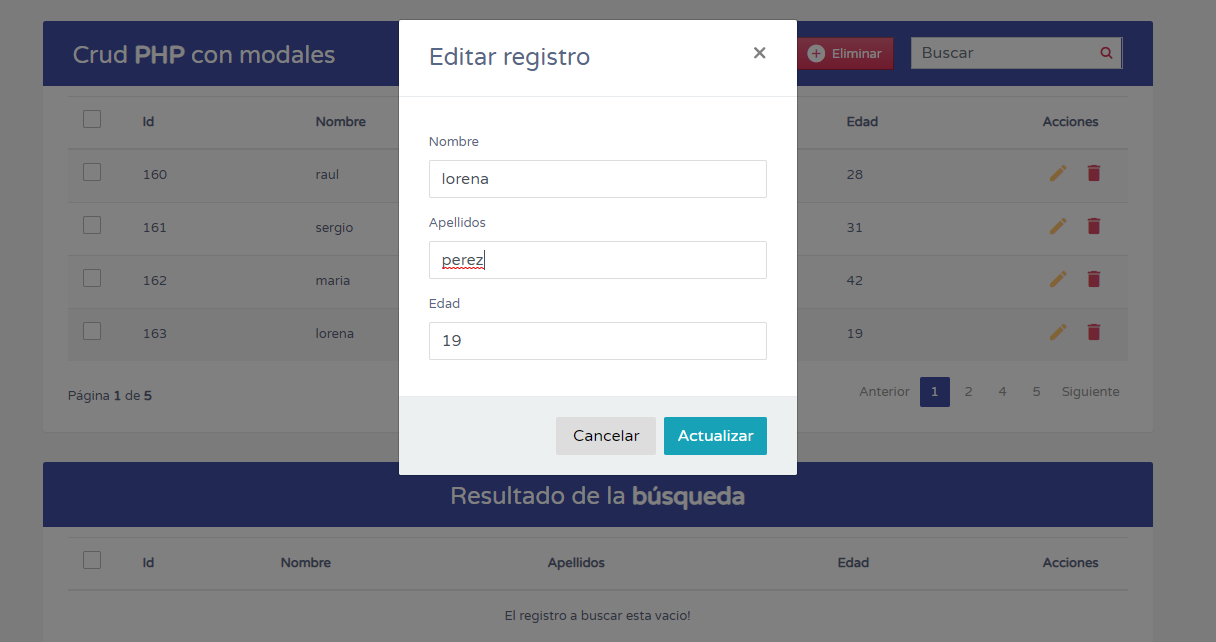 Crud PHP con modales
Eliminar
Buscar
Editar registro
×
Id Nombre Edad Acciones
Nombre
160 raul lorena 28
Apellidos
161 sergio perez 31
162 maria 42
Edad
163 lorena 19 19
Página 1 de 5
Anterior 1 2 4 5 Siguiente
Cancelar Actualizar
Resultado de la búsqueda
Id Nombre Apellidos Edad Acciones
El registro a buscar esta vacio!